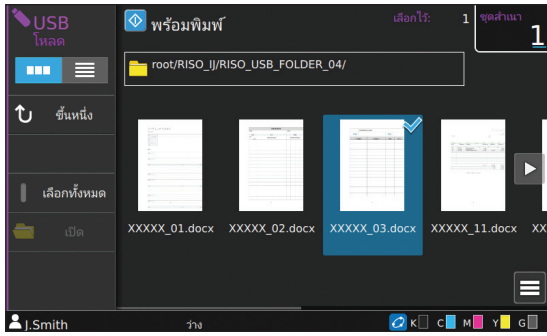 USB
โหลด
พร้อมพิมพ์
เลือกไว้: 1
ชุดสำเนา
1
root/RISO_IJ/RISO_USB_FOLDER_04/
ขึ้นหนึ่ง
เลือกทั้งหมด
เปิด
XXXXX_01.docx
XXXXX_02.docx
XXXXX_03.docx
XXXXX_11.docx
XX
J.Smith
ว่าง
K C M Y G